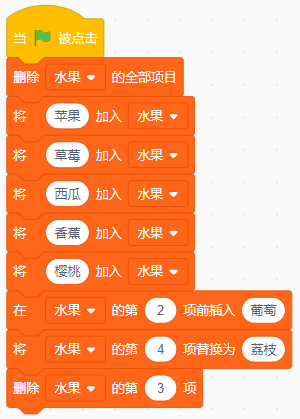 当 被点击
删除 水果 的全部项目
将 苹果 加入 水果
将 草莓 加入 水果
将 西瓜 加入 水果
将 香蕉 加入 水果
将 樱桃 加入 水果
在 水果 的第 2 项前插入 葡萄
将 水果 的第 4 项替换为 荔枝
删除 水果 的第 3 项